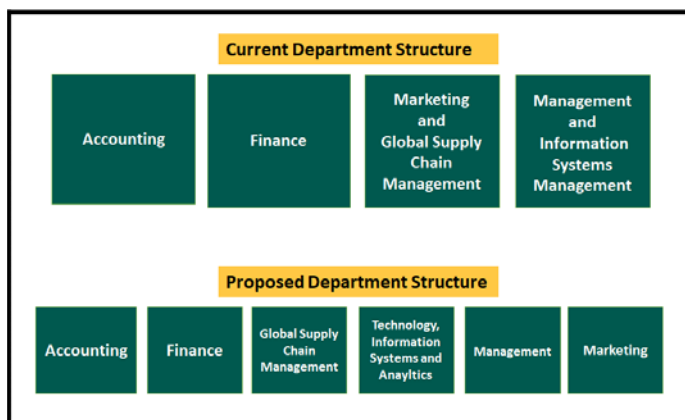 Current Department Structure
Accounting
Finance
Marketing
and
Global Supply
Chain
Management
Management
and
Information
Systems
Management
Proposed Department Structure
Accounting
Finance
Global Supply
Chain
Management
Technology,
Information
Systems and
Anayltics
Management
Marketing